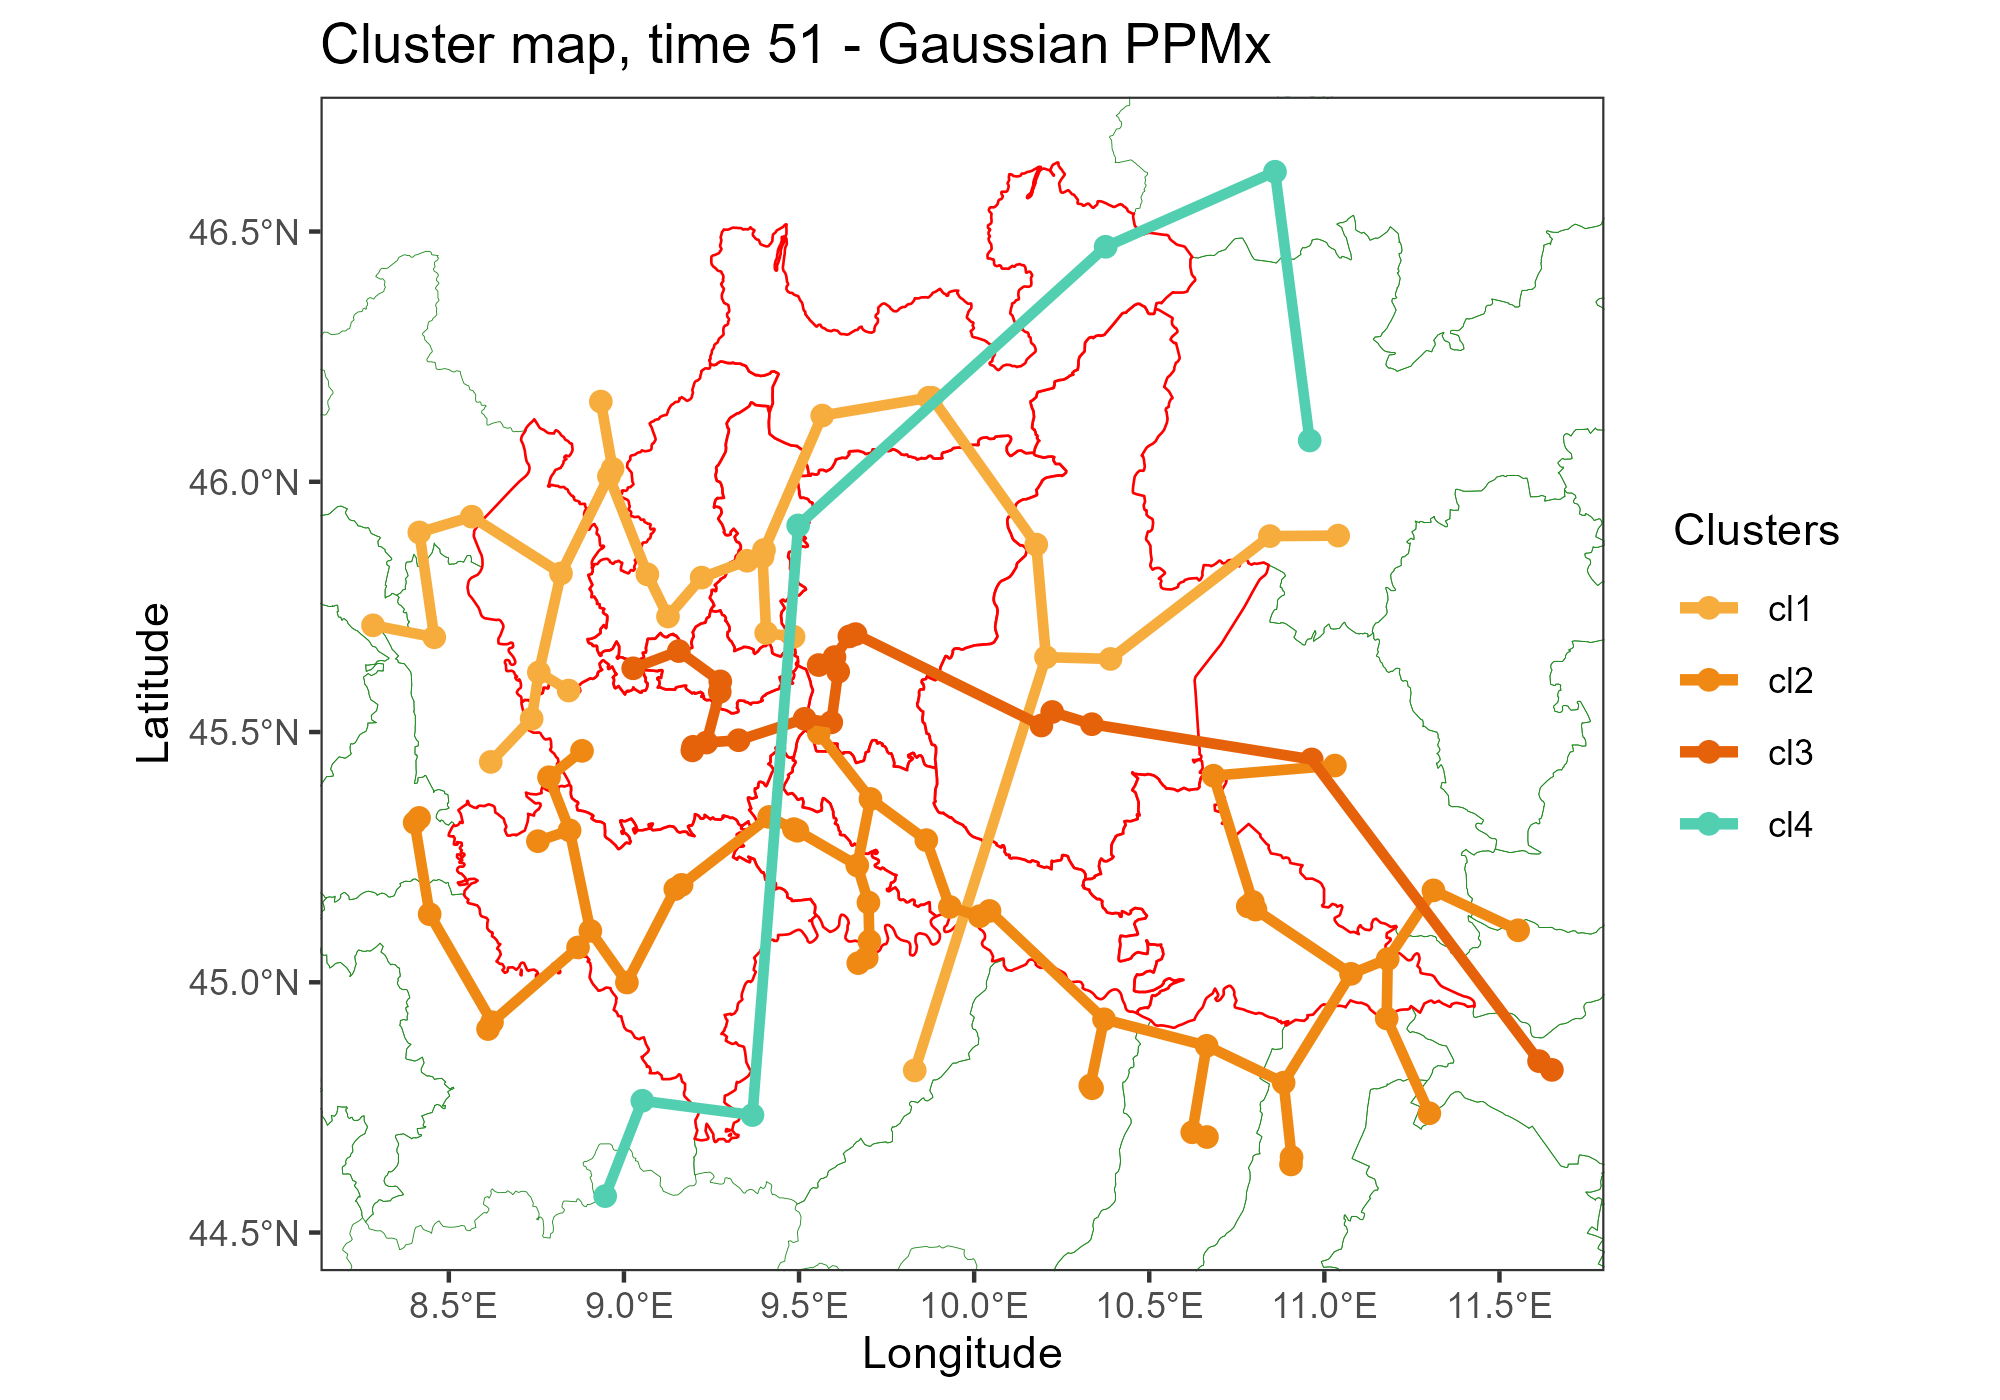 Cluster map, time 51 - Gaussian PPMx
46.5°N
46.0°N
45.5°N
45.0°N
44.5°N
Latitude
8.5°E
9.0°E
9.5°E
10.0°E
10.5°E
11.0°E
11.5°E
Longitude
Clusters
cl1
cl2
cl3
cl4